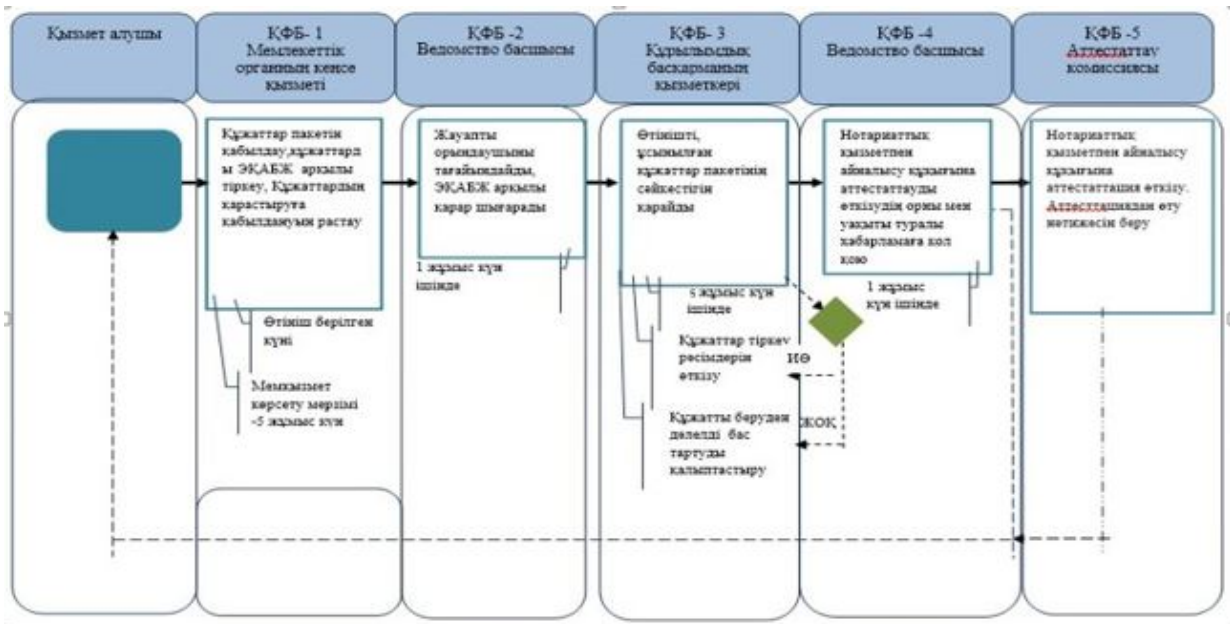 Қызмет алушы
ҚФБ- 1
Мемлекеттік
органның кеңсе
қызметі
ҚФБ -2
Ведомство басшысы
ҚФБ- 3
Құрылымдық
басқарманың
қызметкері
ҚФБ -4
Ведомство басшысы
ҚФБ -5
Аттестаттау
комиссиясы
Құжаттар пакетін
қабылдау,құжаттард
ы ЭҚАБЖ арқылы
тіркеу, Құжаттардың
қарастыруға
қабылдануын растау
Жауапты
орындаушыны
тағайындайды,
ЭҚАБЖ арқылы
қарар шығарады
Өтінішті,
ұсынылған
құжаттар пакетінің
сәйкестігін
қарайды
Нотариаттық
қызметпен
айналысу құқығына
аттестаттауды
өткізудің орны мен
уақыты туралы
хабарламаға қол
қою
Нотариаттық
қызметпен айналысу
құқығына
аттестаттация өткізу.
Аттесттациядан өту
нәтижесін беру
1 жұмыс күн
ішінде
5 жұмыс күн
ішінде
1 жұмыс
күн ішінде
Өтініш берілген
күні
Мемқызмет
көрсету мерзімі
-5 жұмыс күн
Құжаттар тіркеу
рәсімдерін
өткізу
ИӘ
Құжатты беруден
дәлелді бас
тартуды
қалыптастыру
ЖОҚ